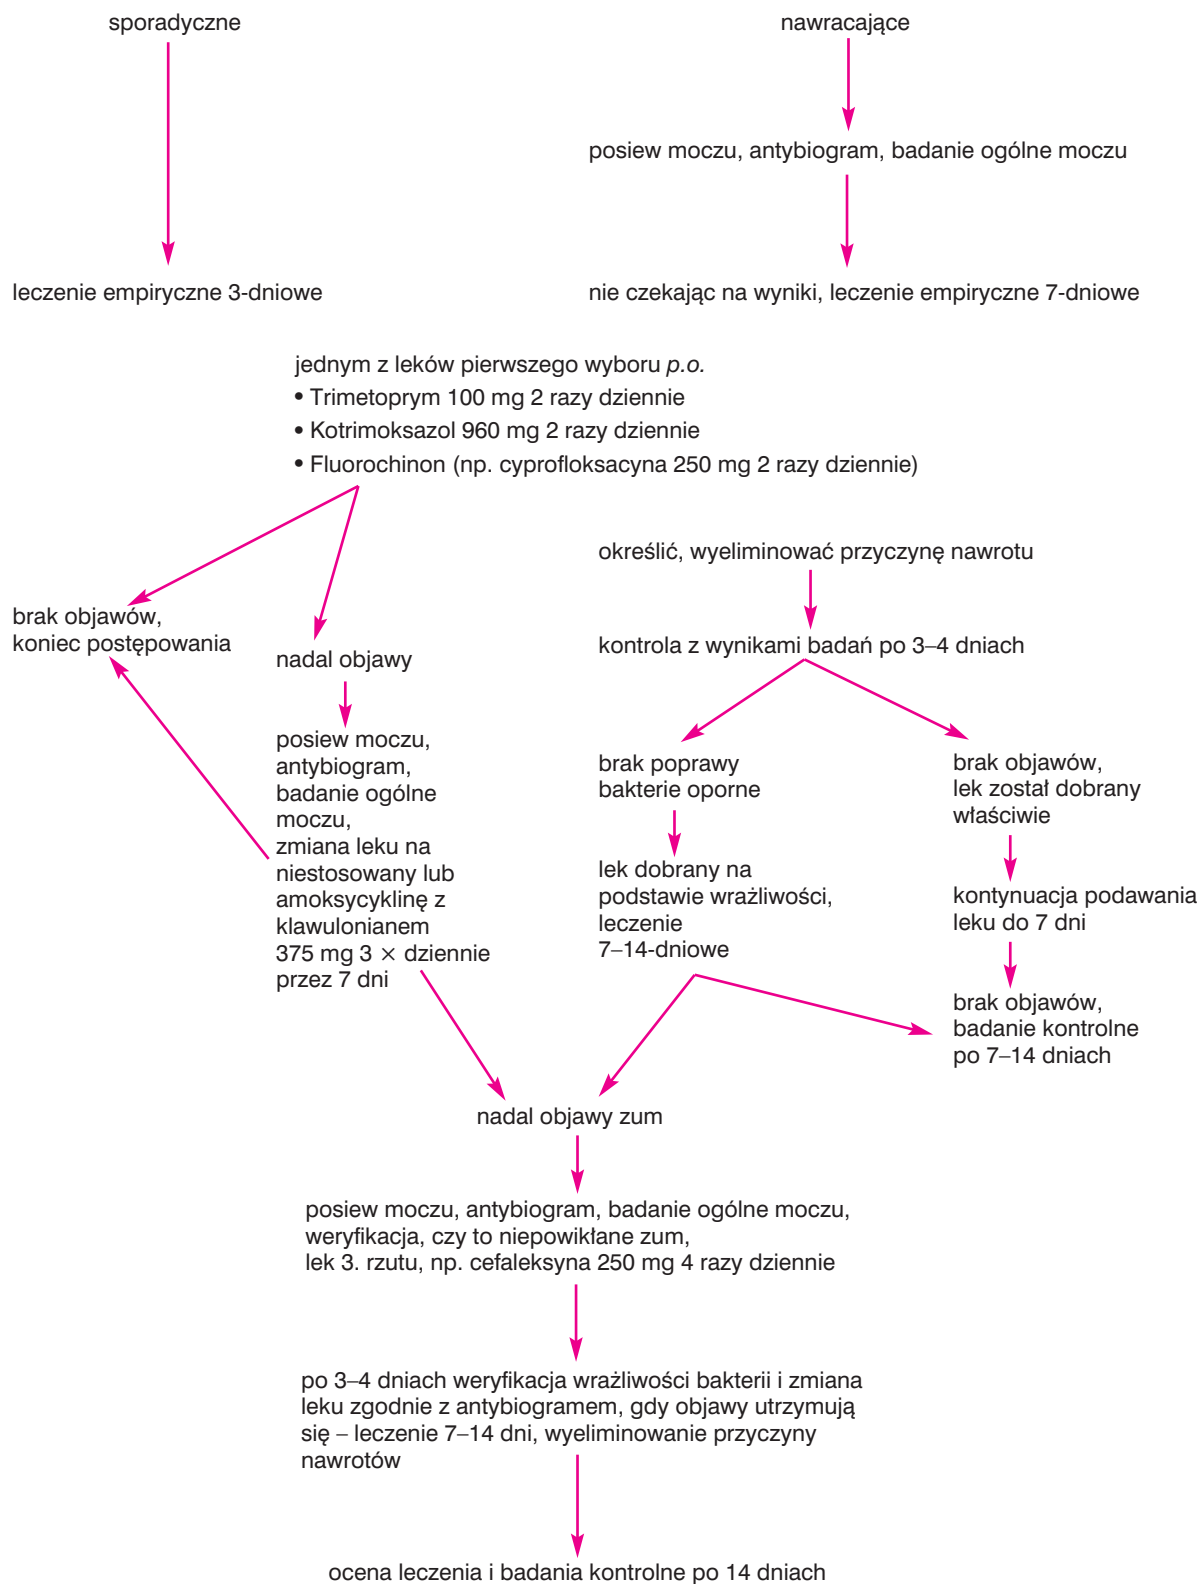 sporadyczne
nawracające
posiew moczu, antybiogram, badanie ogólne moczu
leczenie empiryczne 3-dniowe
nie czekając na wyniki, leczenie empiryczne 7-dniowe
jednym z leków pierwszego wyboru p.o.
• Trimetoprym 100 mg 2 razy dziennie
• Kotrimoksazol 960 mg 2 razy dziennie
• Fluorochinon (np. cyprofloksacyna 250 mg 2 razy dziennie)
brak objawów,
koniec postępowania
nadal objawy
posiew moczu,
antybiogram,
badanie ogólne
moczu,
zmiana leku na
niestosowany lub
amoksycyklinę z
klawulonianem
375 mg 3 × dziennie
przez 7 dni
określić, wyeliminować przyczynę nawrotu
kontrola z wynikami badań po 3–4 dniach
brak poprawy
bakterie oporne
lek dobrany na
podstawie wrażliwości,
leczenie
7–14-dniowe
brak objawów,
lek został dobrany
właściwie
kontynuacja podawania
leku do 7 dni
brak objawów,
badanie kontrolne
po 7–14 dniach
nadal objawy zum
posiew moczu, antybiogram, badanie ogólne moczu,
weryfikacja, czy to niepowikłane zum,
lek 3. rzutu, np. cefaleksyna 250 mg 4 razy dziennie
po 3–4 dniach weryfikacja wrażliwości bakterii i zmiana
leku zgodnie z antybiogramem, gdy objawy utrzymują
się – leczenie 7–14 dni, wyeliminowanie przyczyny
nawrotów
ocena leczenia i badania kontrolne po 14 dniach